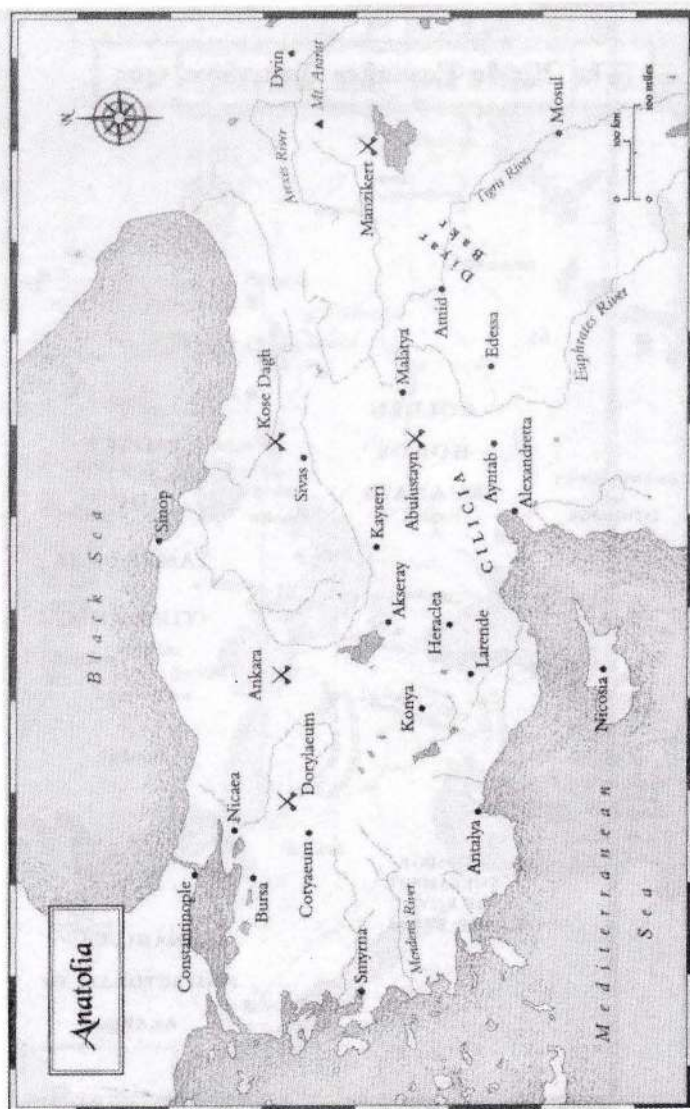 Anatolia
N
Black Sea
Constantinople
Nicaea
Bursa
Dorylaeum
Cotyaeum
Smyrna
Menderes River
Antalya
Ankara
Konya
Larende
Heraclea
Akseray
Sinop
Kayseri
Sivas
Kose Dagh
Abulustayn
CILICIA
Ayntab
Alexandretta
Malatya
Edessa
Amid
Diyar
Bakr
Manzikert
Araxes River
Dvin
Mt. Ararat
Mosul
Tigris River
Euphrates River
Nicosia
Mediterranean
Sea
100 km.
100 miles